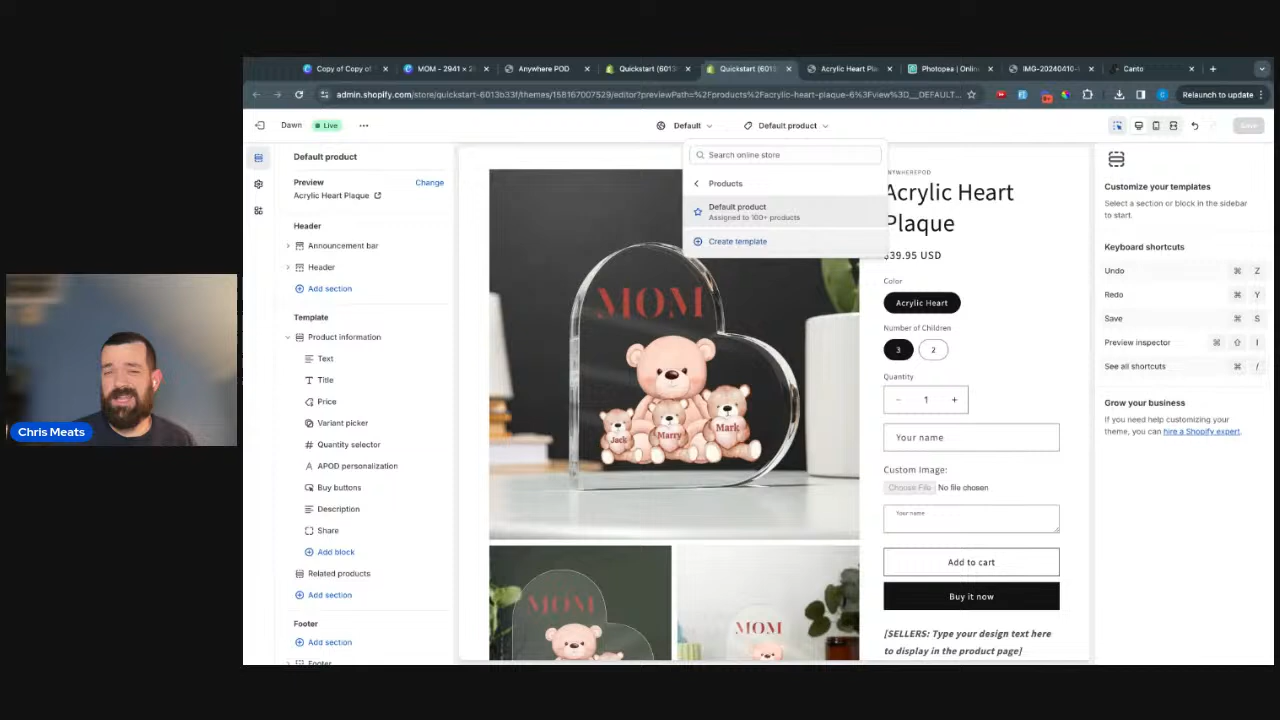 Copy of Copy of
MOM - 2941 × 2
Anywhere POD
Quickstart (6013
Quickstart (6013
Acrylic Heart Pla
Photopea | Onlin
IMG-20240410-
Canto
admin.shopify.com/store/quickstart-6013b33f/themes/158167007529/editor?previewPath=%2Fproducts%2Facrylic-heart-plaque-6%3Fview%3D__DEFAULT...
Relaunch to update
Dawn
Live
Default
Default product
Save
Default product
Preview
Change
Acrylic Heart Plaque
Header
Announcement bar
Header
Add section
Template
Product information
Text
Title
Price
Variant picker
Quantity selector
APOD personalization
Buy buttons
Description
Share
Add block
Related products
Add section
Footer
Add section
Footer
Search online store
Products
Default product
Assigned to 100+ products
Create template
MOM
Jack
Marry
Mark
MOM
MOM
ANYWHEREPOD
Acrylic Heart
Plaque
$39.95 USD
Color
Acrylic Heart
Number of Children
3
2
Quantity
− 1 +
Your name
Custom Image:
Choose File No file chosen
Your name
Add to cart
Buy it now
[SELLERS: Type your design text here
to display in the product page]
Customize your templates
Select a section or block in the sidebar
to start.
Keyboard shortcuts
Undo ⌘ Z
Redo ⌘ Y
Save ⌘ S
Preview inspector ⌘ ⇧ I
See all shortcuts ⌘ /
Grow your business
If you need help customizing your
theme, you can hire a Shopify expert.
Chris Meats